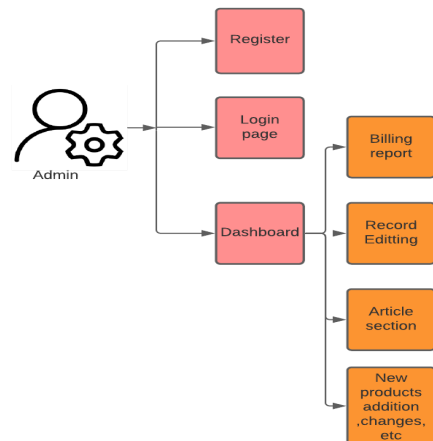 Register
Login
page
Admin
Dashboard
Billing
report
Record
Editting
Article
section
New
products
addition
,changes,
etc